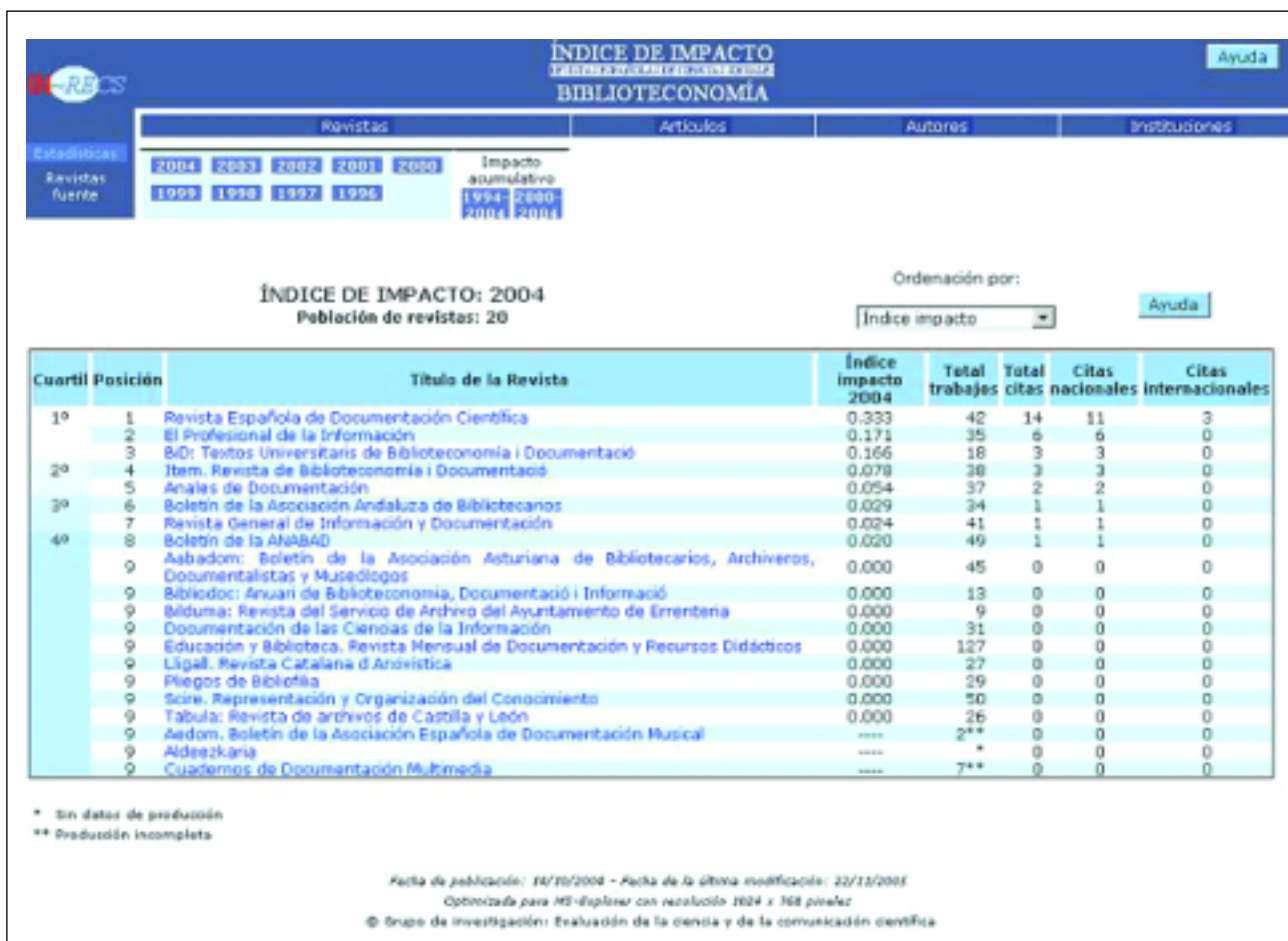 ÍNDICE DE IMPACTO
BIBLIOTECONOMÍA
Ayuda
IN-RECS
Revistas Artículos Autores Instituciones
Estadísticas
Revistas fuente
2004 2003 2002 2001 2000
1999 1998 1997 1996
Impacto acumulativo
1994-2004 2000-2004
ÍNDICE DE IMPACTO: 2004
Población de revistas: 20
Ordenación por:
Índice impacto
Ayuda
Cuartil Posición Título de la Revista Índice impacto 2004 Total trabajos Total citas Citas nacionales Citas internacionales
1º 1 Revista Española de Documentación Científica 0.333 42 14 11 3
2 El Profesional de la Información 0.171 35 6 6 0
3 BiD: Textos Universitaris de Biblioteconomia i Documentació 0.166 18 3 3 0
2º 4 Item. Revista de Biblioteconomia i Documentació 0.078 38 3 3 0
5 Anales de Documentación 0.054 37 2 2 0
3º 6 Boletín de la Asociación Andaluza de Bibliotecarios 0.029 34 1 1 0
7 Revista General de Información y Documentación 0.024 41 1 1 0
4º 8 Boletín de la ANABAD 0.020 49 1 1 0
9 Aabadom: Boletín de la Asociación Asturiana de Bibliotecarios, Archiveros,
Documentalistas y Museólogos 0.000 45 0 0 0
9 Bibliodoc: Anuari de Biblioteconomia, Documentació i Informació 0.000 13 0 0 0
9 Bilduma: Revista del Servicio de Archivo del Ayuntamiento de Errenteria 0.000 9 0 0 0
9 Documentación de las Ciencias de la Información 0.000 31 0 0 0
9 Educación y Biblioteca. Revista Mensual de Documentación y Recursos Didácticos 0.000 127 0 0 0
9 Lligall. Revista Catalana d Arxivística 0.000 27 0 0 0
9 Pliegos de Bibliofilia 0.000 29 0 0 0
9 Scire. Representación y Organización del Conocimiento 0.000 50 0 0 0
9 Tabula: Revista de archivos de Castilla y León 0.000 26 0 0 0
9 Aedom. Boletín de la Asociación Española de Documentación Musical ---- 2** 0 0 0
9 Aldeezkaria ---- * 0 0 0
9 Cuadernos de Documentación Multimedia ---- 7** 0 0 0
* Sin datos de producción
** Producción incompleta
Fecha de publicación: /10/2004 - Fecha de la última modificación: 22/11/2005
Optimizada para MS-Explorer con resolución 1024 x 768 pixeles
© Grupo de investigación: Evaluación de la ciencia y de la comunicación científica